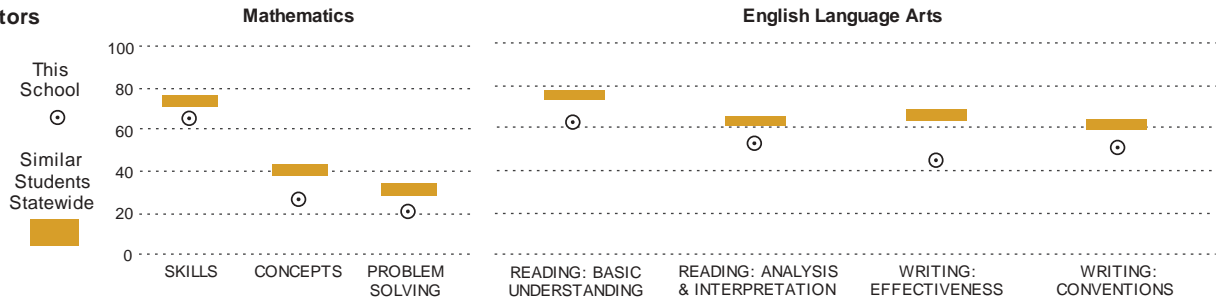 tors
Mathematics
English Language Arts
This
School
Similar
Students
Statewide
100
80
60
40
20
0
SKILLS
CONCEPTS
PROBLEM
SOLVING
READING: BASIC
UNDERSTANDING
READING: ANALYSIS
& INTERPRETATION
WRITING:
EFFECTIVENESS
WRITING:
CONVENTIONS